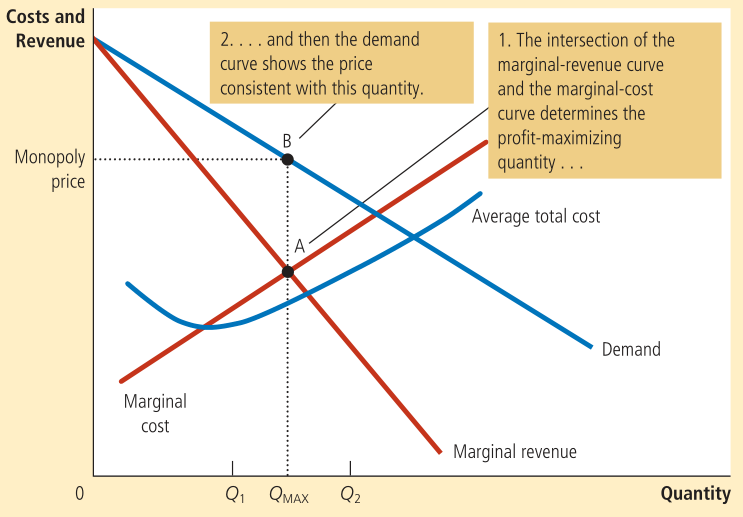 Costs and
Revenue
2. . . . and then the demand
curve shows the price
consistent with this quantity.
1. The intersection of the
marginal-revenue curve
and the marginal-cost
curve determines the
profit-maximizing
quantity . . .
B
Monopoly
price
Average total cost
A
Demand
Marginal
cost
Marginal revenue
0
Q1
QMAX
Q2
Quantity